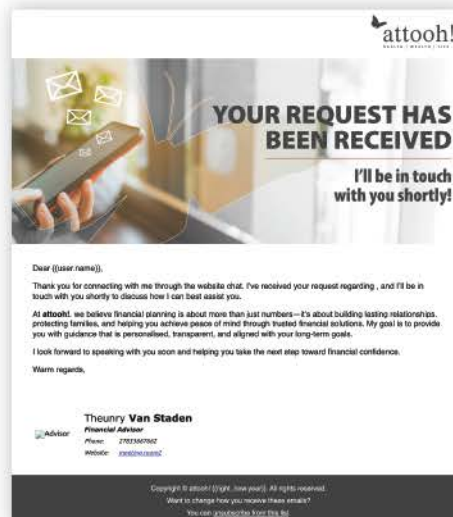 attooh!
HEALTH / WEALTH / LIFE
YOUR REQUEST HAS
BEEN RECEIVED
I'll be in touch
with you shortly!
Dear {{user.name}},
Thank you for connecting with me through the website chat. I've received your request regarding , and I'll be in
touch with you shortly to discuss how I can best assist you.
At attooh!, we believe financial planning is about more than just numbers—it's about building lasting relationships,
protecting families, and helping you achieve peace of mind through trusted financial solutions. My goal is to provide
you with guidance that is personalised, transparent, and aligned with your long-term goals.
I look forward to speaking with you soon and helping you take the next step toward financial confidence.
Warm regards,
Advisor
Theunry Van Staden
Financial Advisor
Phone:
Website:
Copyright © attooh! {{right_now.year}}. All rights reserved.
Want to change how you receive these emails?
You can unsubscribe from this list